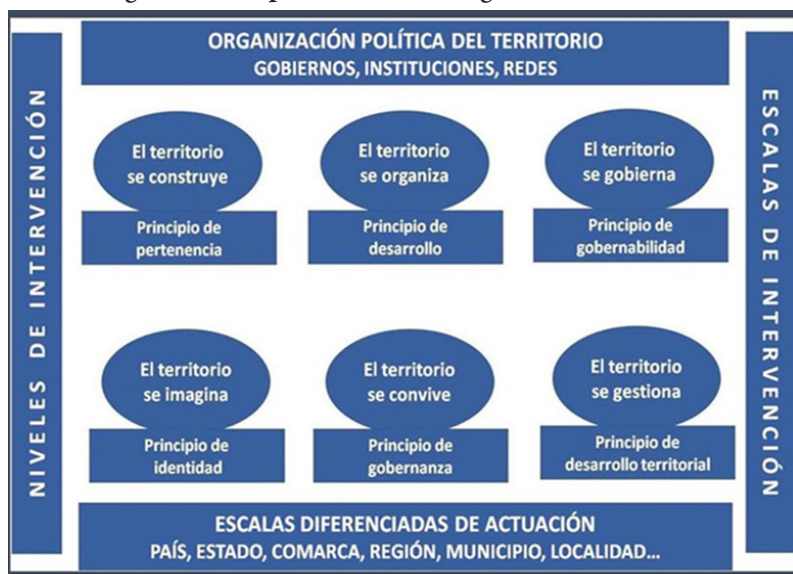 ORGANIZACIÓN POLÍTICA DEL TERRITORIO
GOBIERNOS, INSTITUCIONES, REDES
NIVELES DE INTERVENCIÓN
El territorio
se construye
Principio de
pertenencia
El territorio
se organiza
Principio de
desarrollo
El territorio
se gobierna
Principio de
gobernabilidad
El territorio
se imagina
Principio de
identidad
El territorio
se convive
Principio de
gobernanza
El territorio
se gestiona
Principio de
desarrollo territorial
ESCALAS DE INTERVENCIÓN
ESCALAS DIFERENCIADAS DE ACTUACIÓN
PAÍS, ESTADO, COMARCA, REGIÓN, MUNICIPIO, LOCALIDAD...